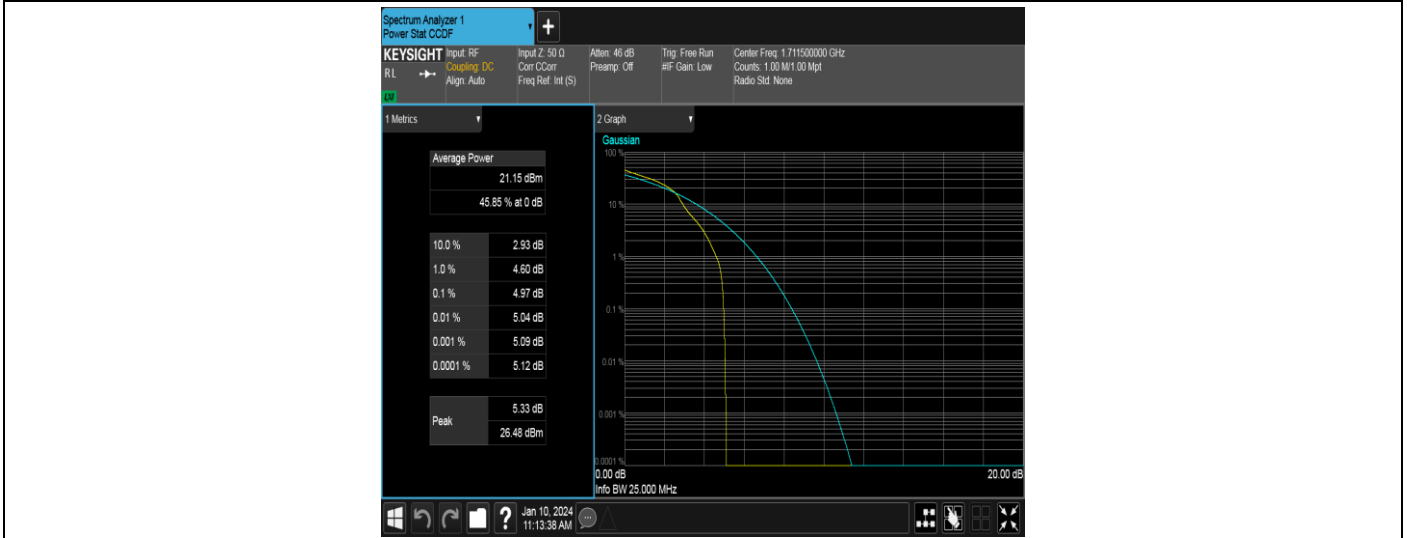 Spectrum Analyzer 1
Power Stat CCDF
+
KEYSIGHT
RL
LXI
Input: RF
Coupling: DC
Align: Auto
Input Z: 50 Ω
Corr CCorr
Freq Ref: Int (S)
Atten: 46 dB
Preamp: Off
Trig: Free Run
#IF Gain: Low
Center Freq: 1.711500000 GHz
Counts: 1.00 M/1.00 Mpt
Radio Std: None
1 Metrics
Average Power
21.15 dBm
45.85 % at 0 dB
10.0 % 2.93 dB
1.0 % 4.60 dB
0.1 % 4.97 dB
0.01 % 5.04 dB
0.001 % 5.09 dB
0.0001 % 5.12 dB
Peak
5.33 dB
26.48 dBm
2 Graph
Gaussian
100 %
10 %
1 %
0.1 %
0.01 %
0.001 %
0.0001 %
0.00 dB 20.00 dB
Info BW 25.000 MHz
?
Jan 10, 2024
11:13:38 AM